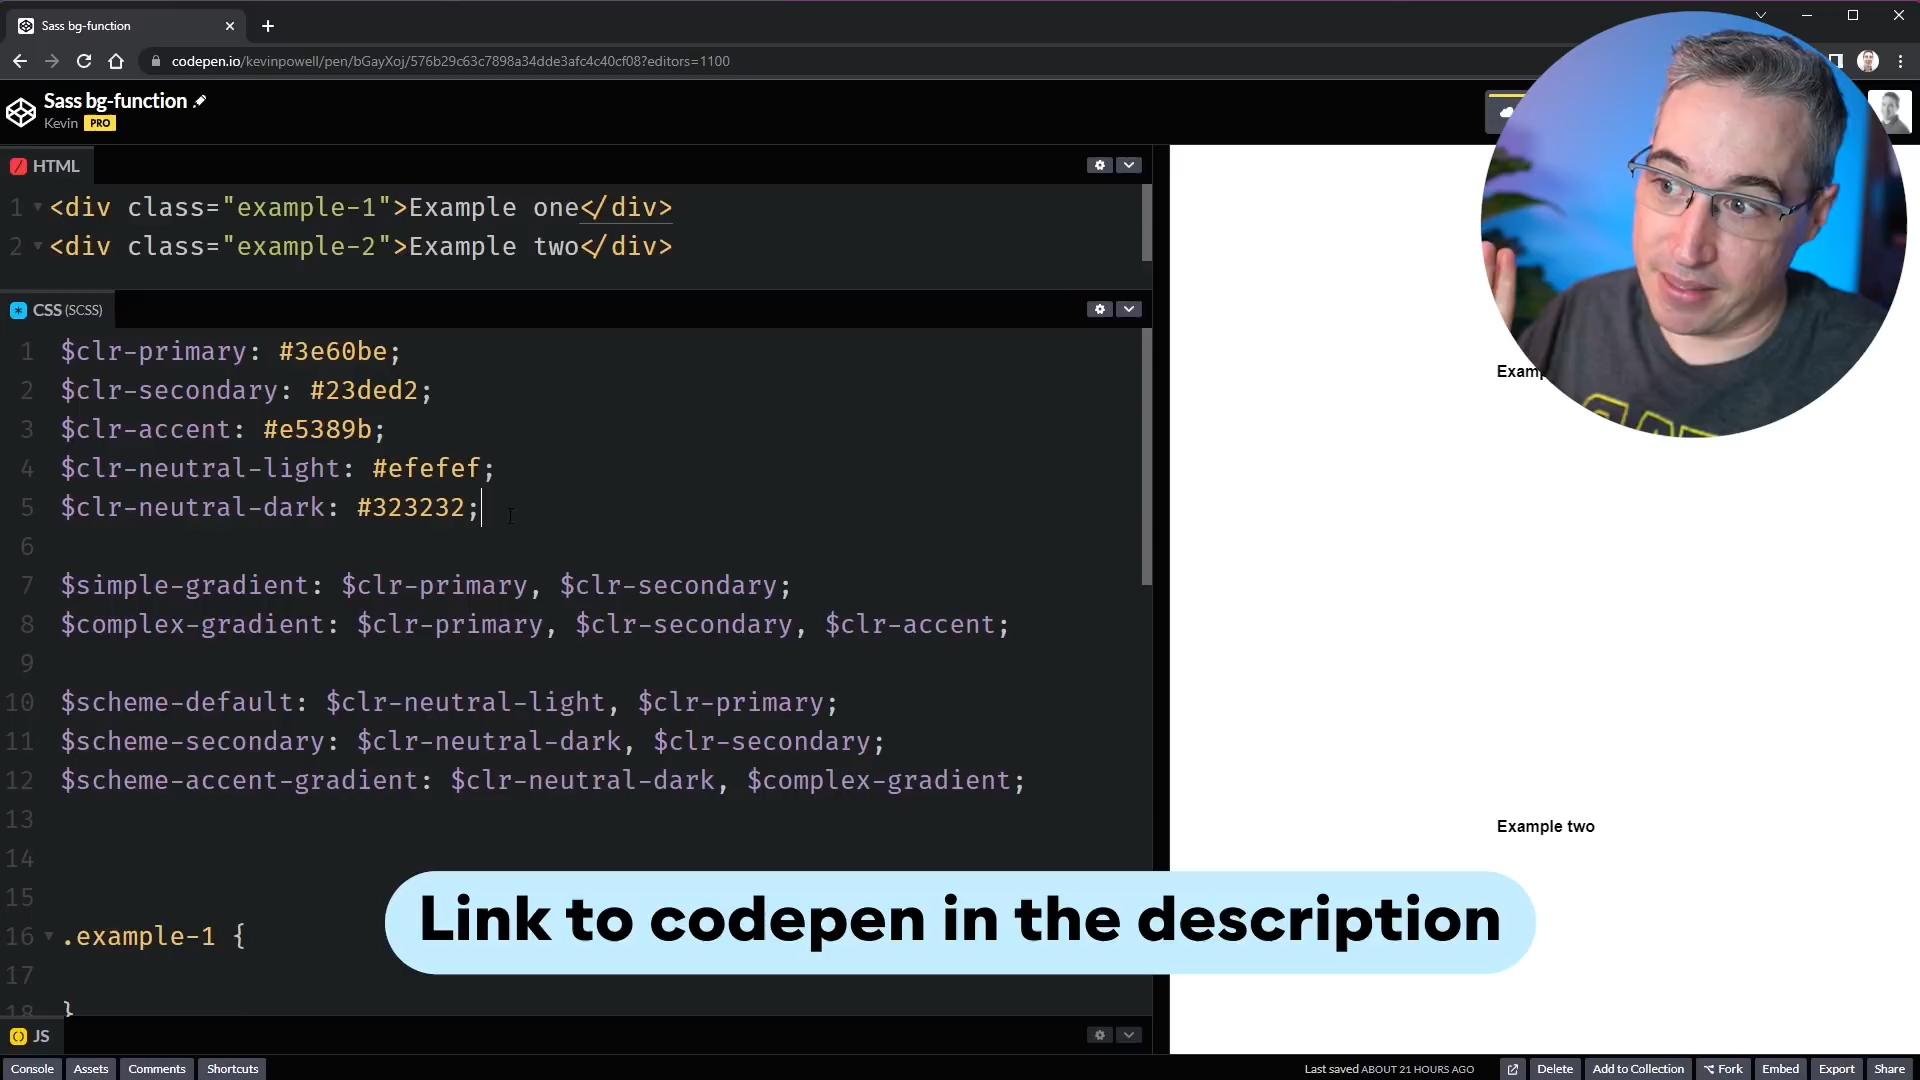 Sass bg-function
codepen.io/kevinpowell/pen/bGayXoj/576b29c63c7898a34dde3afc4c40cf08?editors=1100
Sass bg-function
Kevin PRO
HTML
1 <div class="example-1">Example one</div>
2 <div class="example-2">Example two</div>
CSS (SCSS)
1 $clr-primary: #3e60be;
2 $clr-secondary: #23ded2;
3 $clr-accent: #e5389b;
4 $clr-neutral-light: #efefef;
5 $clr-neutral-dark: #323232;
6
7 $simple-gradient: $clr-primary, $clr-secondary;
8 $complex-gradient: $clr-primary, $clr-secondary, $clr-accent;
9
10 $scheme-default: $clr-neutral-light, $clr-primary;
11 $scheme-secondary: $clr-neutral-dark, $clr-secondary;
12 $scheme-accent-gradient: $clr-neutral-dark, $complex-gradient;
13
14
15
16 .example-1 {
17
18 }
Examp
Example two
Link to codepen in the description
JS
Console Assets Comments Shortcuts
Last saved ABOUT 21 HOURS AGO Delete Add to Collection Fork Embed Export Share